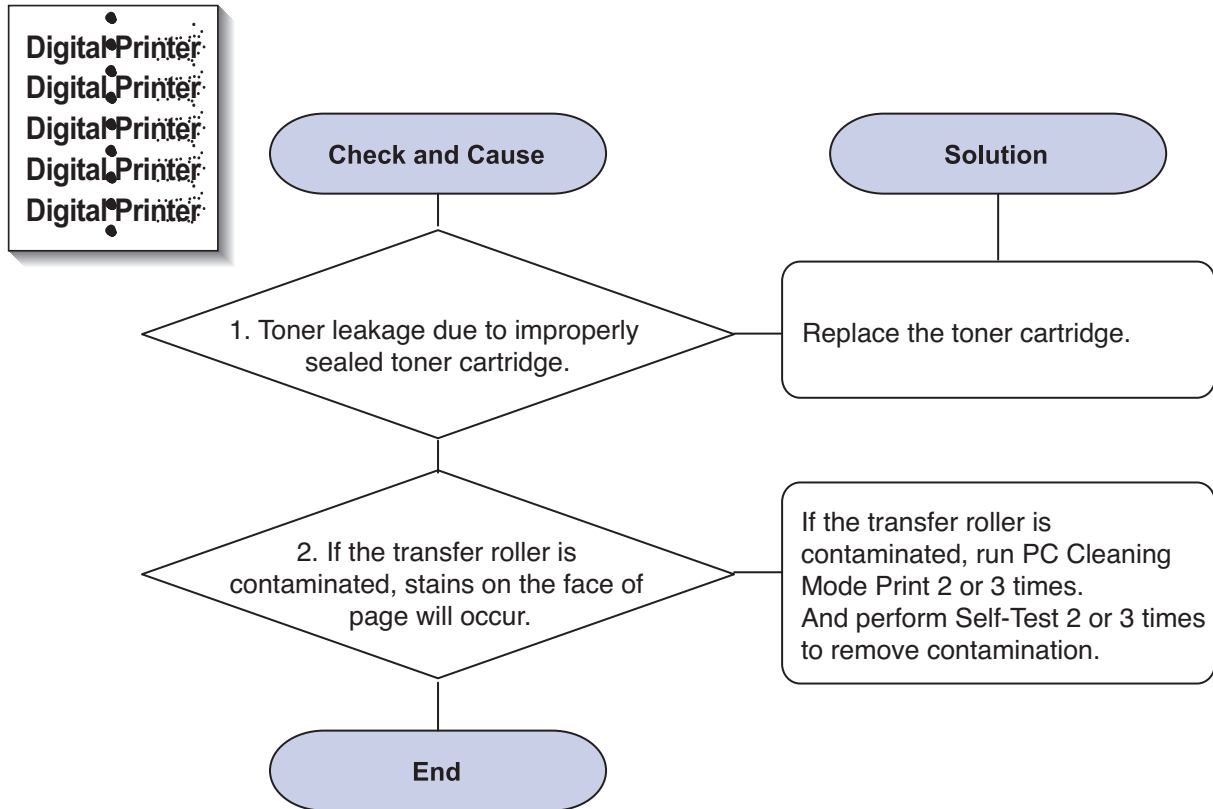 Digital Printer
Digital Printer
Digital Printer
Digital Printer
Digital Printer
Check and Cause
Solution
1. Toner leakage due to improperly
sealed toner cartridge.
Replace the toner cartridge.
2. If the transfer roller is
contaminated, stains on the face of
page will occur.
If the transfer roller is
contaminated, run PC Cleaning
Mode Print 2 or 3 times.
And perform Self-Test 2 or 3 times
to remove contamination.
End